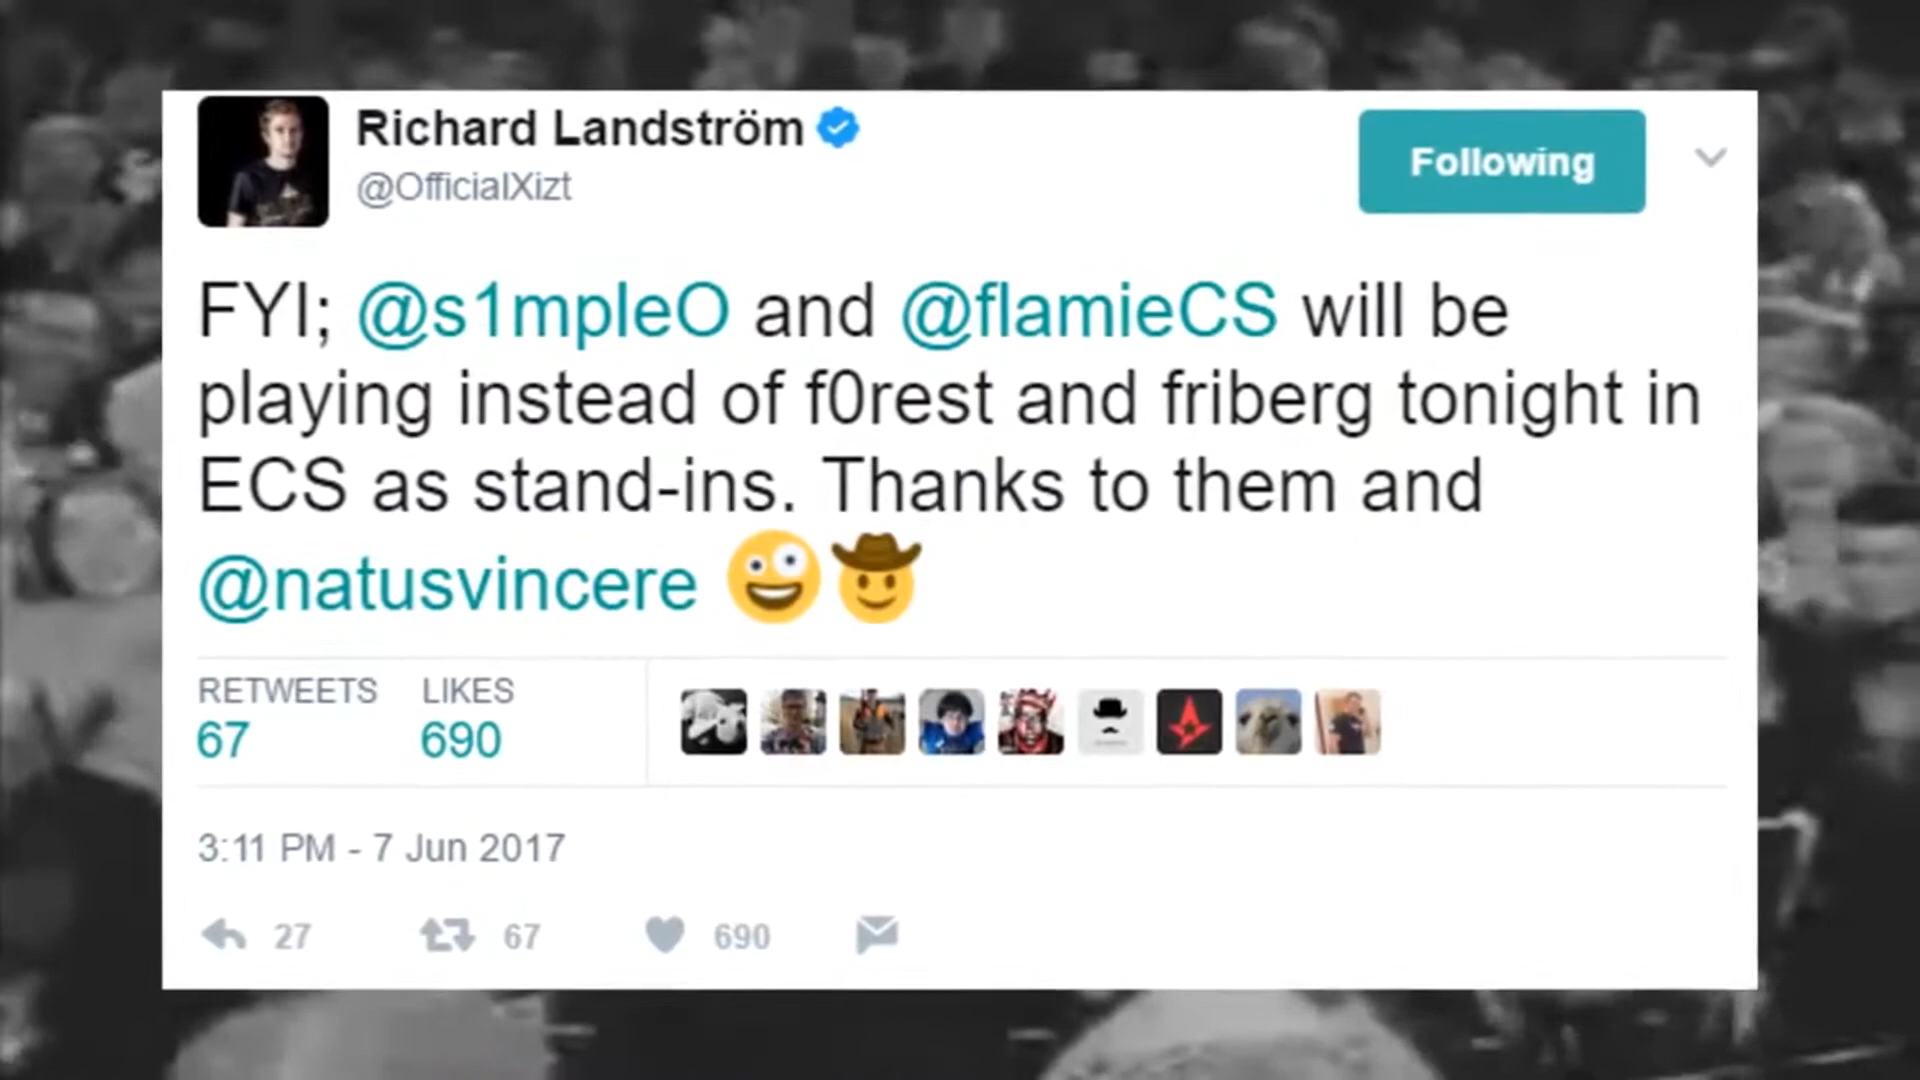 Richard Landström
@OfficialXizt
Following
FYI; @s1mpleO and @flamieCS will be
playing instead of f0rest and friberg tonight in
ECS as stand-ins. Thanks to them and
@natusvincere 🤪🤠
RETWEETS LIKES
67 690
3:11 PM - 7 Jun 2017
27 67 690